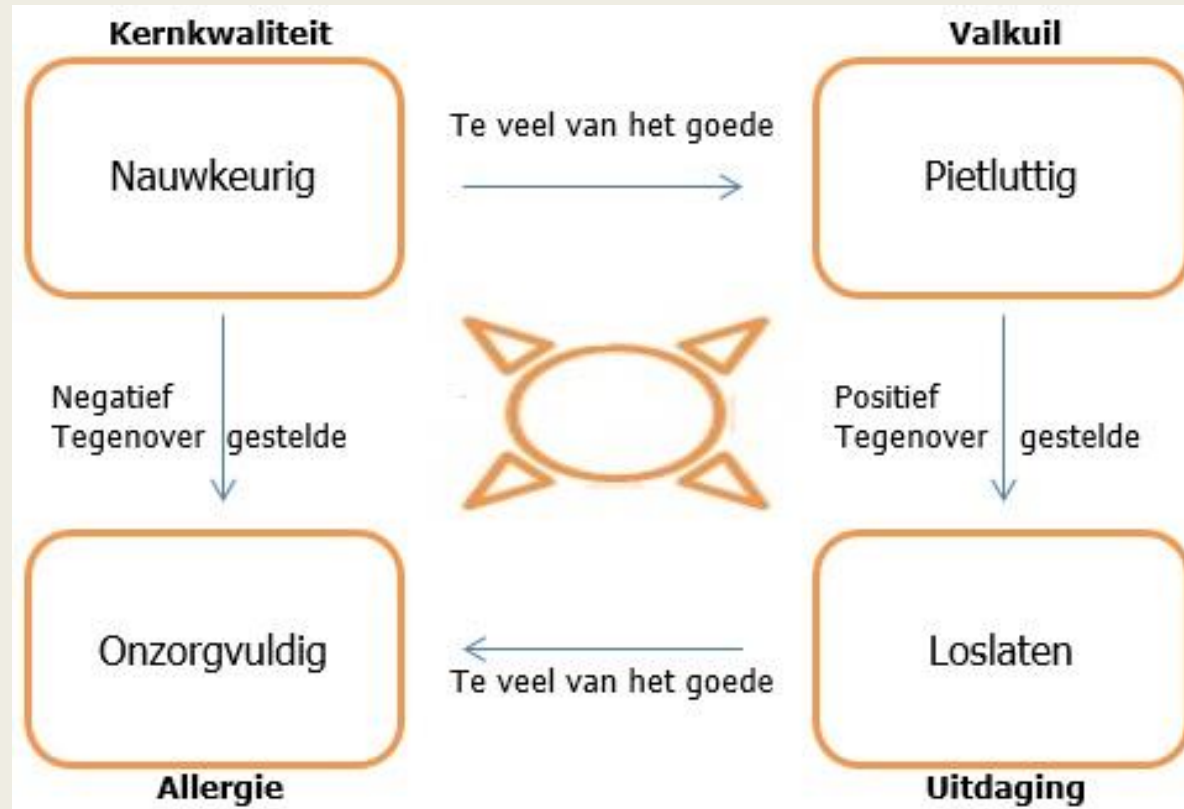 Kernkwaliteit
Valkuil
Nauwkeurig
Te veel van het goede
Pietluttig
Negatief
Tegenover gestelde
Positief
Tegenover gestelde
Onzorgvuldig
Te veel van het goede
Loslaten
Allergie
Uitdaging